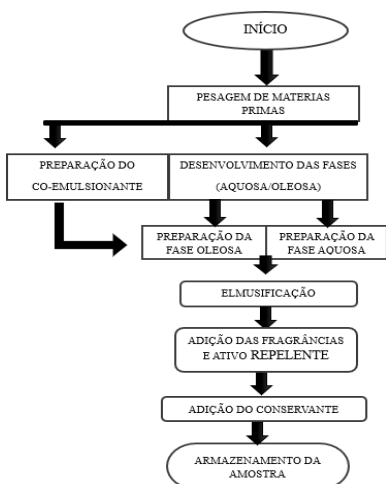 INÍCIO
PESAGEM DE MATERIAS
PRIMAS
PREPARAÇÃO DO
CO-EMULSIONANTE
DESENVOLVIMENTO DAS FASES
(AQUOSA/OLEOSA)
PREPARAÇÃO DA
FASE OLEOSA
PREPARAÇÃO DA
FASE AQUOSA
ELMUSIFICAÇÃO
ADIÇÃO DAS FRAGRÂNCIAS
E ATIVO REPELENTE
ADIÇÃO DO CONSERVANTE
ARMAZENAMENTO DA
AMOSTRA